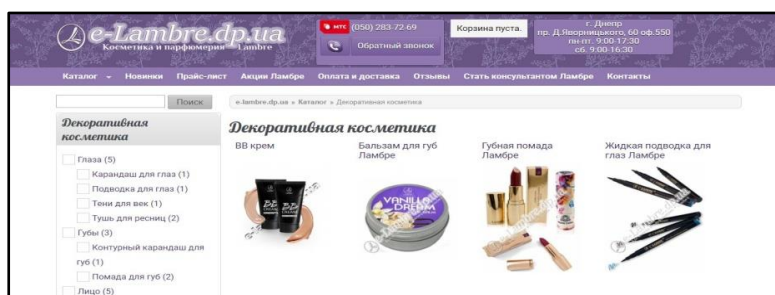 e-Lambre.dp.ua
Косметика и парфюмерия Lambre
МТС (050) 283-72-69
Обратный звонок
Корзина пуста.
г. Днепр
пр. Д.Яворницького, 60 оф.550
пн-пт. 9:00-17:30
сб. 9:00-16:30
Каталог Новинки Прайс-лист Акции Ламбре Оплата и доставка Отзывы Стать консультантом Ламбре Контакты
Поиск
e-lambre.dp.ua » Каталог » Декоративная косметика
Декоративная
косметика
Глаза (5)
Карандаш для глаз (1)
Подводка для глаз (1)
Тени для век (1)
Тушь для ресниц (2)
Губы (3)
Контурный карандаш для
губ (1)
Помада для губ (2)
Лицо (5)
Декоративная косметика
BB крем
Бальзам для губ
Ламбре
Губная помада
Ламбре
Жидкая подводка для
глаз Ламбре
BB
BB
VANILLA
DREAM